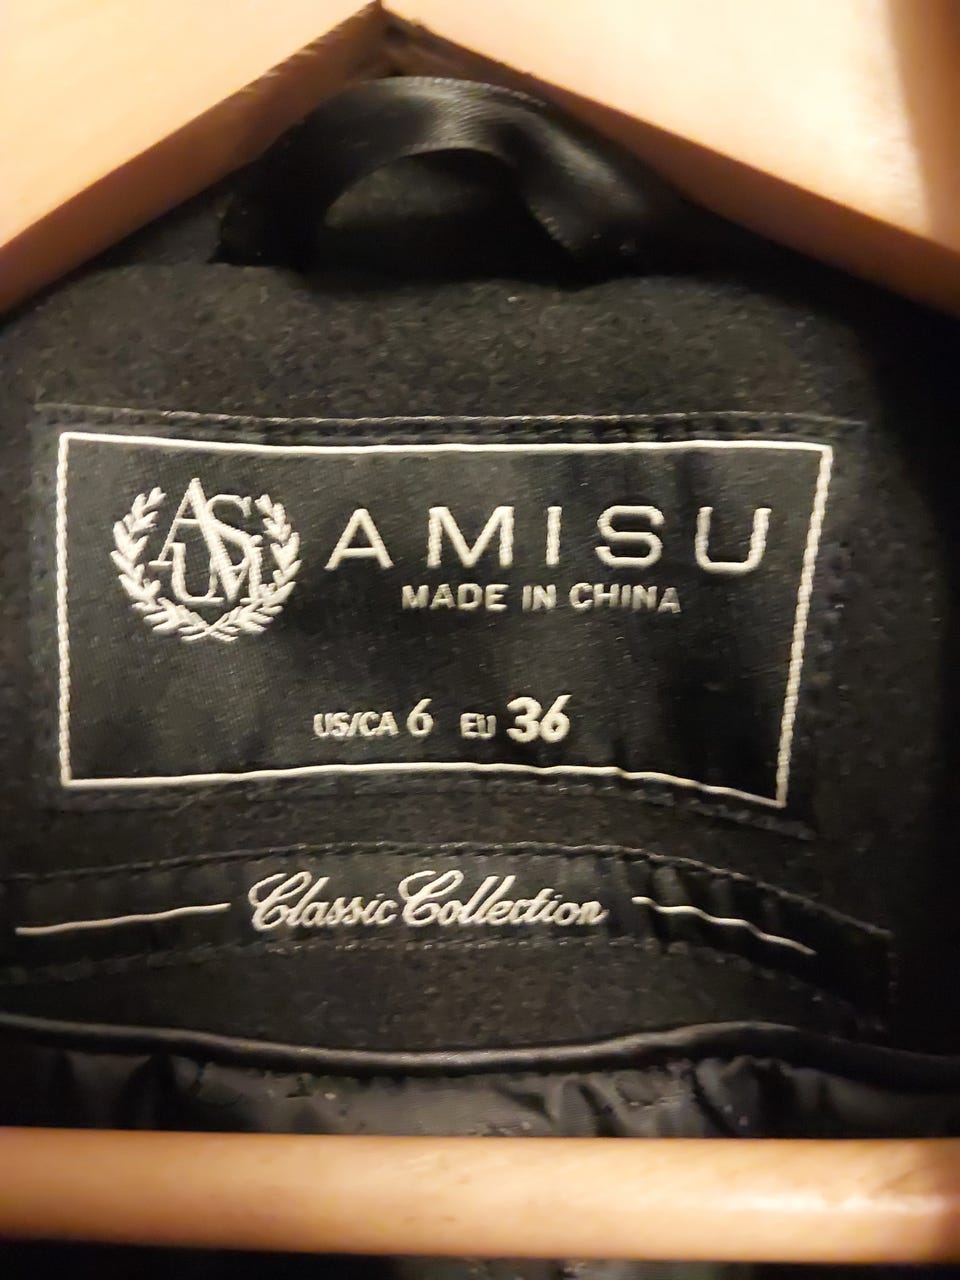 AMISU
MADE IN CHINA
US/CA 6 EU 36
Classic Collection